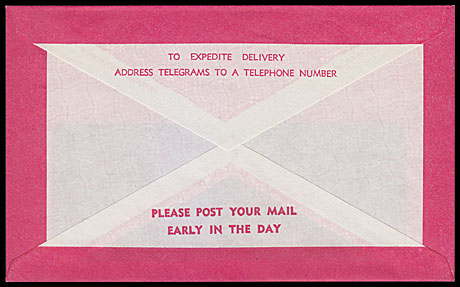 TO EXPEDITE DELIVERY
ADDRESS TELEGRAMS TO A TELEPHONE NUMBER
PLEASE POST YOUR MAIL
EARLY IN THE DAY